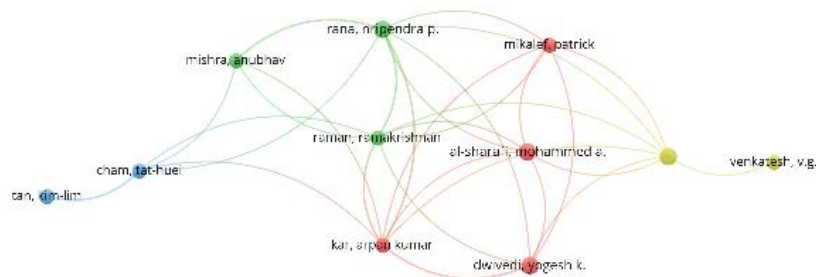 rana, nripendra p.
mikalef, patrick
mishra, anubhav
raman, ramakrishnan
al-sharafi, mohammed a.
venkatesh, v.g.
cham, tat-huei
tan, kim-lim
kar, arpan kumar
dwivedi, yogesh k.